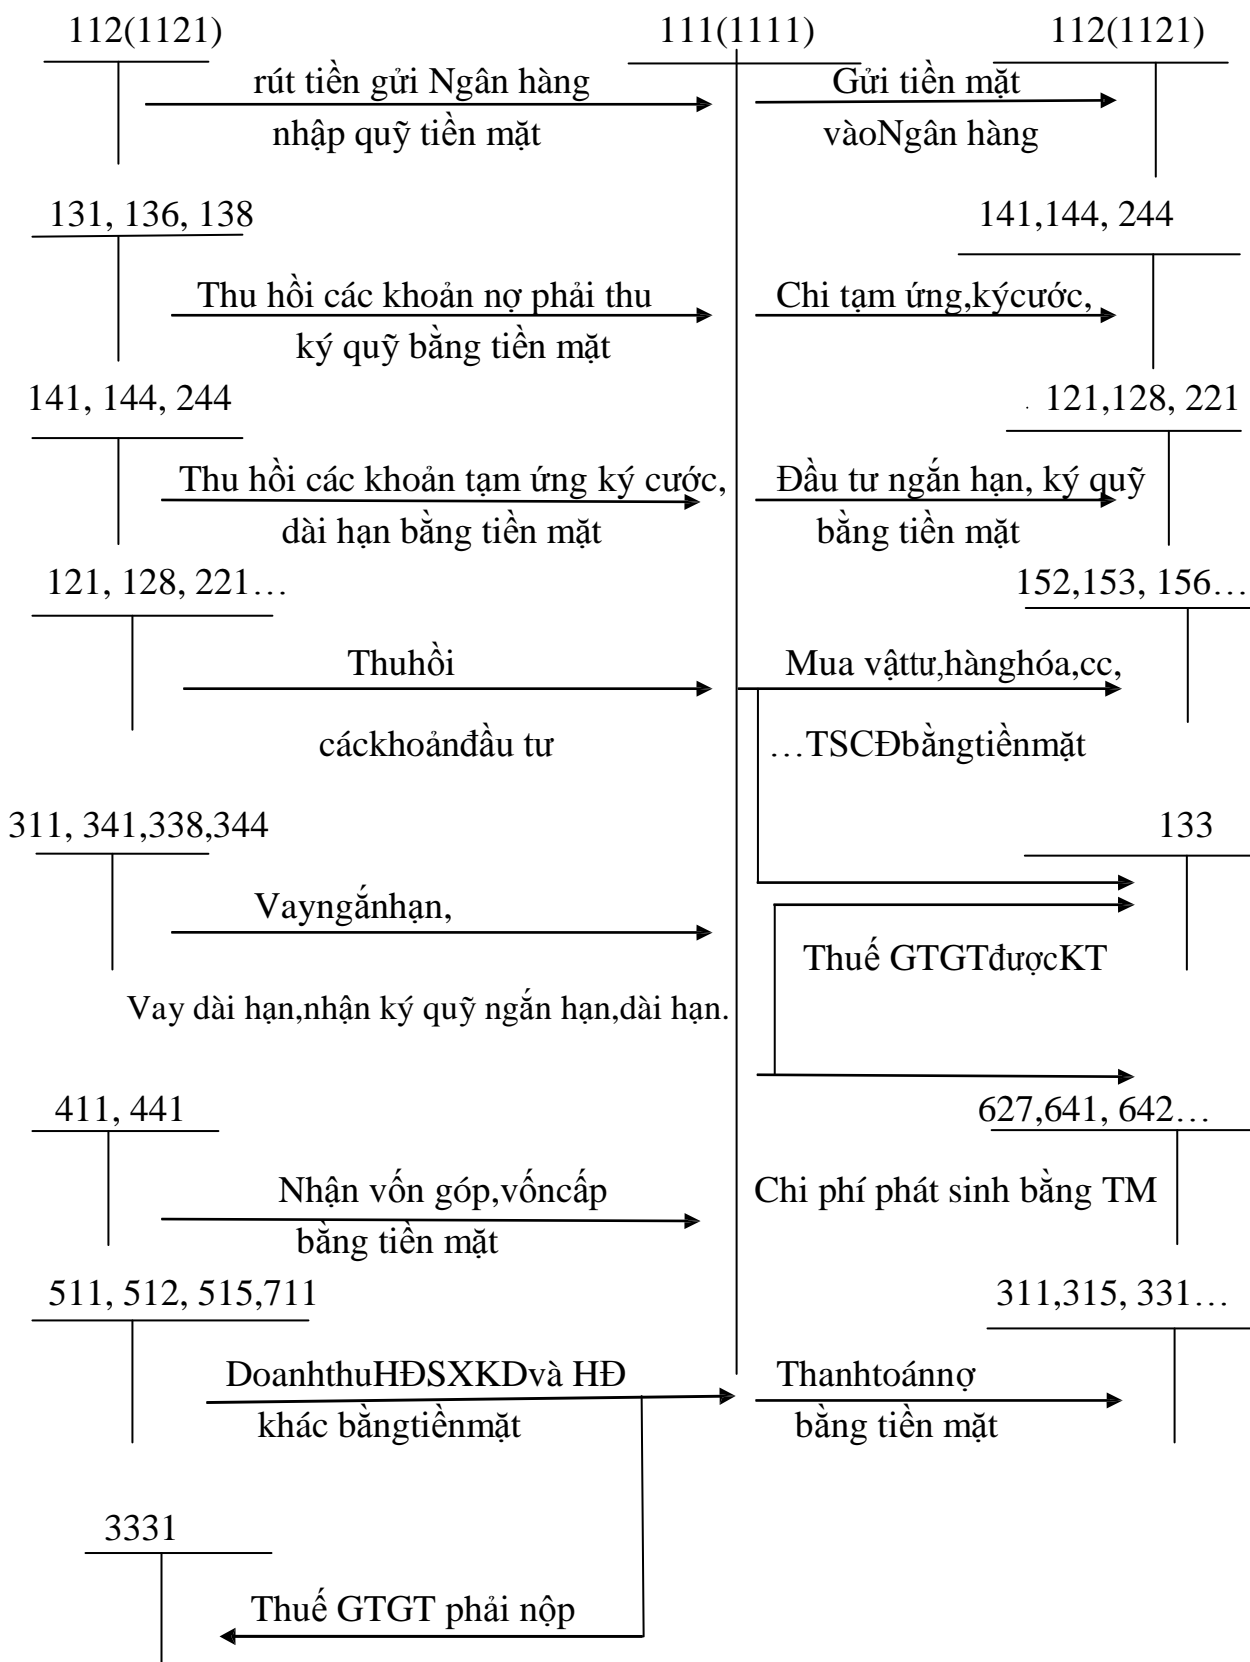 112(1121)
111(1111)
112(1121)
rút tiền gửi Ngân hàng
nhập quỹ tiền mặt
Gửi tiền mặt
vàoNgân hàng
131, 136, 138
141,144, 244
Thu hồi các khoản nợ phải thu
ký quỹ bằng tiền mặt
Chi tạm ứng,kýcước,
141, 144, 244
. 121,128, 221
Thu hồi các khoản tạm ứng ký cước,
dài hạn bằng tiền mặt
Đầu tư ngắn hạn, ký quỹ
bằng tiền mặt
121, 128, 221…
152,153, 156…
Thuhồi
cáckhoảnđầu tư
Mua vậttư,hànghóa,cc,
…TSCĐbằngtiềnmặt
311, 341,338,344
133
Vayngắnhạn,
Vay dài hạn,nhận ký quỹ ngắn hạn,dài hạn.
Thuế GTGTđượcKT
411, 441
627,641, 642…
Nhận vốn góp,vốncấp
bằng tiền mặt
Chi phí phát sinh bằng TM
511, 512, 515,711
311,315, 331…
DoanhthuHĐSXKDvà HĐ
khác bằngtiềnmặt
Thanhtoánnợ
bằng tiền mặt
3331
Thuế GTGT phải nộp